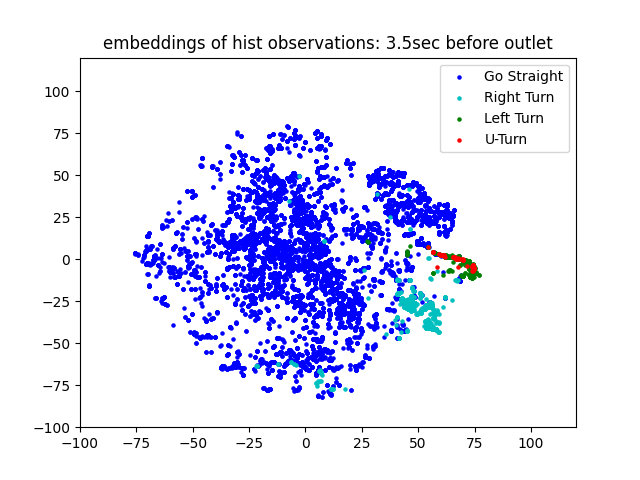 embeddings of hist observations: 3.5sec before outlet
Go Straight
Right Turn
Left Turn
U-Turn
100
75
50
25
0
−25
−50
−75
−100
−100 −75 −50 −25 0 25 50 75 100